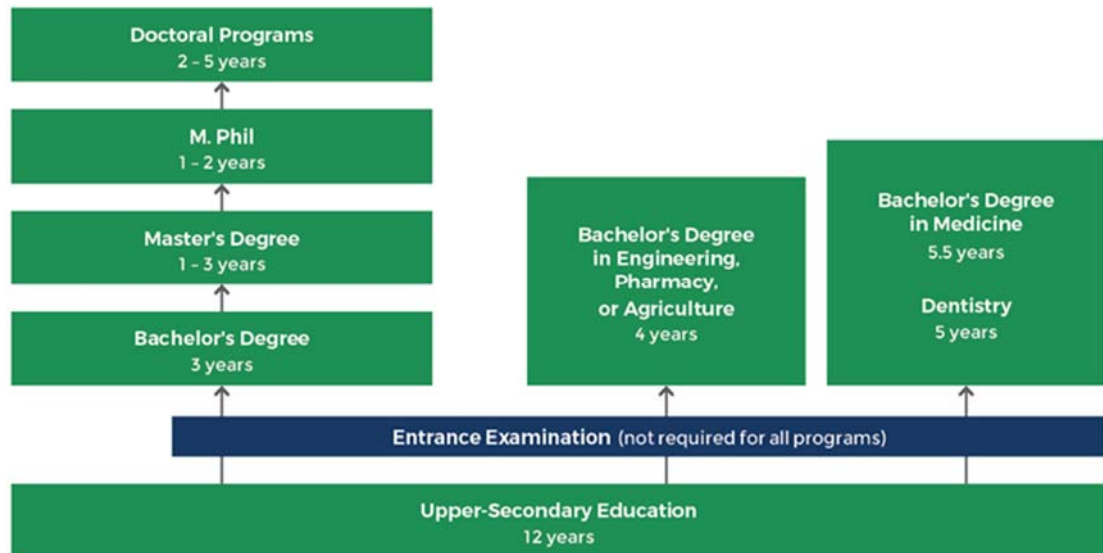 Doctoral Programs
2 – 5 years
M. Phil
1 – 2 years
Master's Degree
1 – 3 years
Bachelor's Degree
3 years
Bachelor's Degree
in Engineering,
Pharmacy,
or Agriculture
4 years
Bachelor's Degree
in Medicine
5.5 years
Dentistry
5 years
Entrance Examination (not required for all programs)
Upper-Secondary Education
12 years